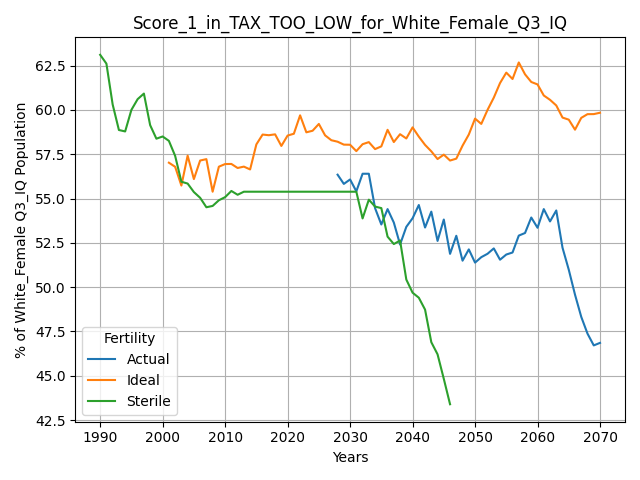 Score_1_in_TAX_TOO_LOW_for_White_Female_Q3_IQ
% of White_Female Q3_IQ Population
62.5
60.0
57.5
55.0
52.5
50.0
47.5
45.0
42.5
Fertility
Actual
Ideal
Sterile
1990 2000 2010 2020 2030 2040 2050 2060 2070
Years